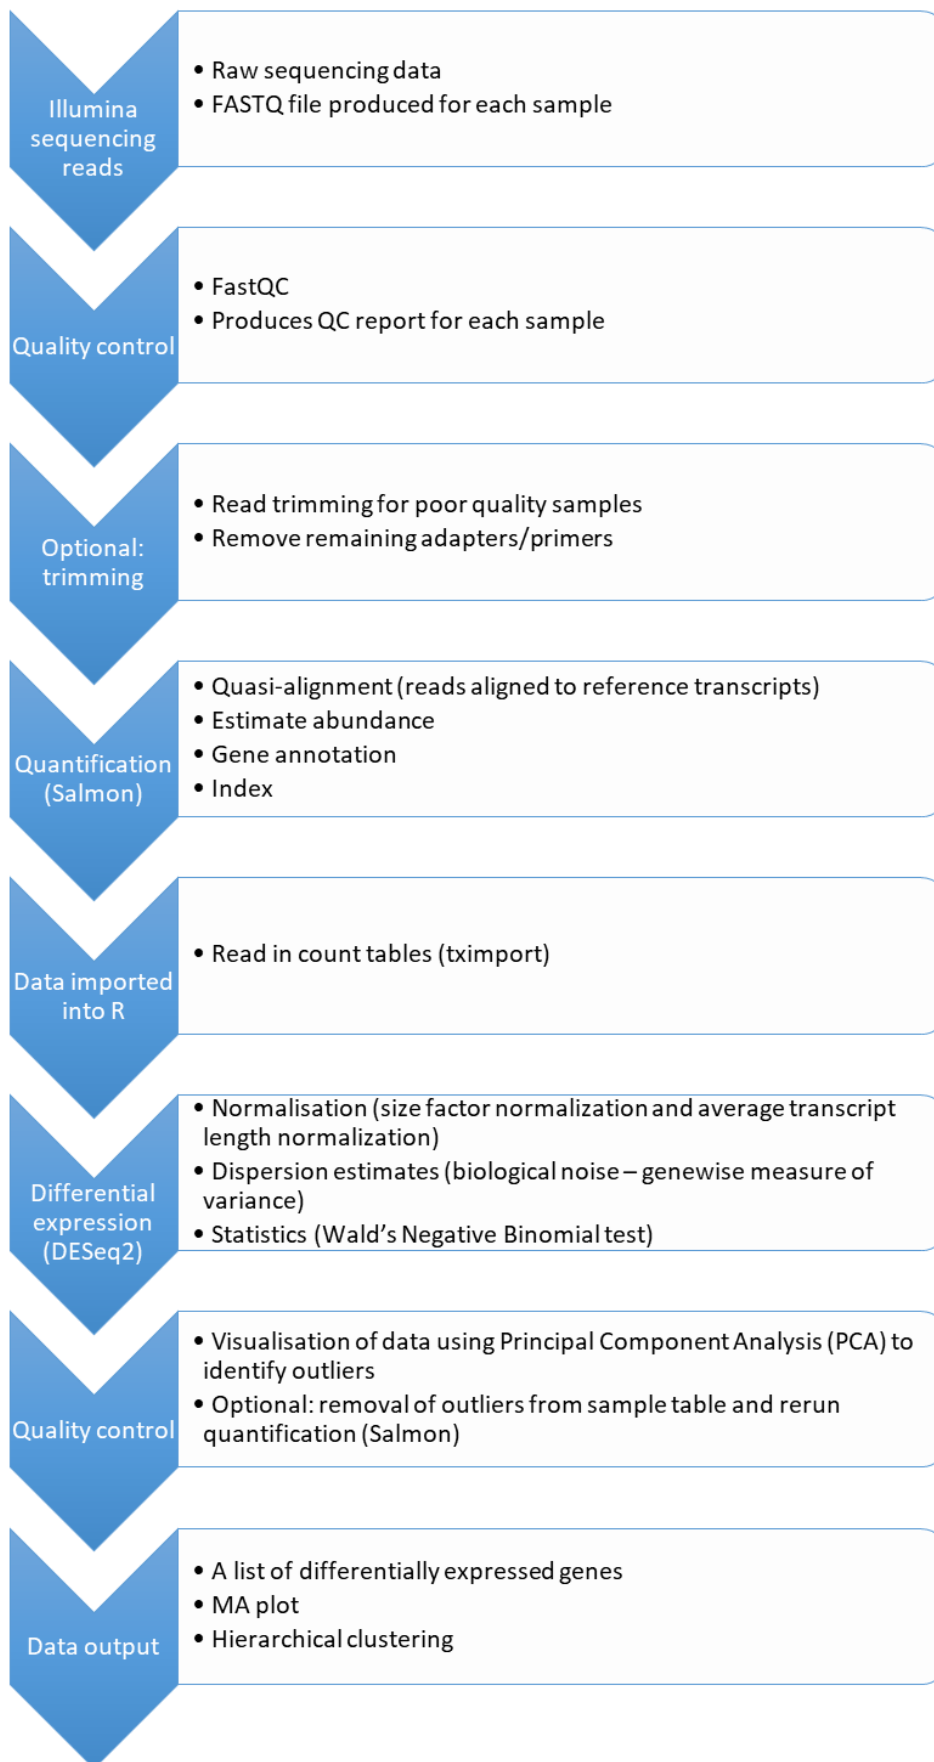 Illumina
sequencing
reads
• Raw sequencing data
• FASTQ file produced for each sample
Quality control
• FastQC
• Produces QC report for each sample
Optional:
trimming
• Read trimming for poor quality samples
• Remove remaining adapters/primers
Quantification
(Salmon)
• Quasi-alignment (reads aligned to reference transcripts)
• Estimate abundance
• Gene annotation
• Index
Data imported
into R
• Read in count tables (tximport)
Differential
expression
(DESeq2)
• Normalisation (size factor normalization and average transcript
length normalization)
• Dispersion estimates (biological noise – genewise measure of
variance)
• Statistics (Wald's Negative Binomial test)
Quality control
• Visualisation of data using Principal Component Analysis (PCA) to
identify outliers
• Optional: removal of outliers from sample table and rerun
quantification (Salmon)
Data output
• A list of differentially expressed genes
• MA plot
• Hierarchical clustering